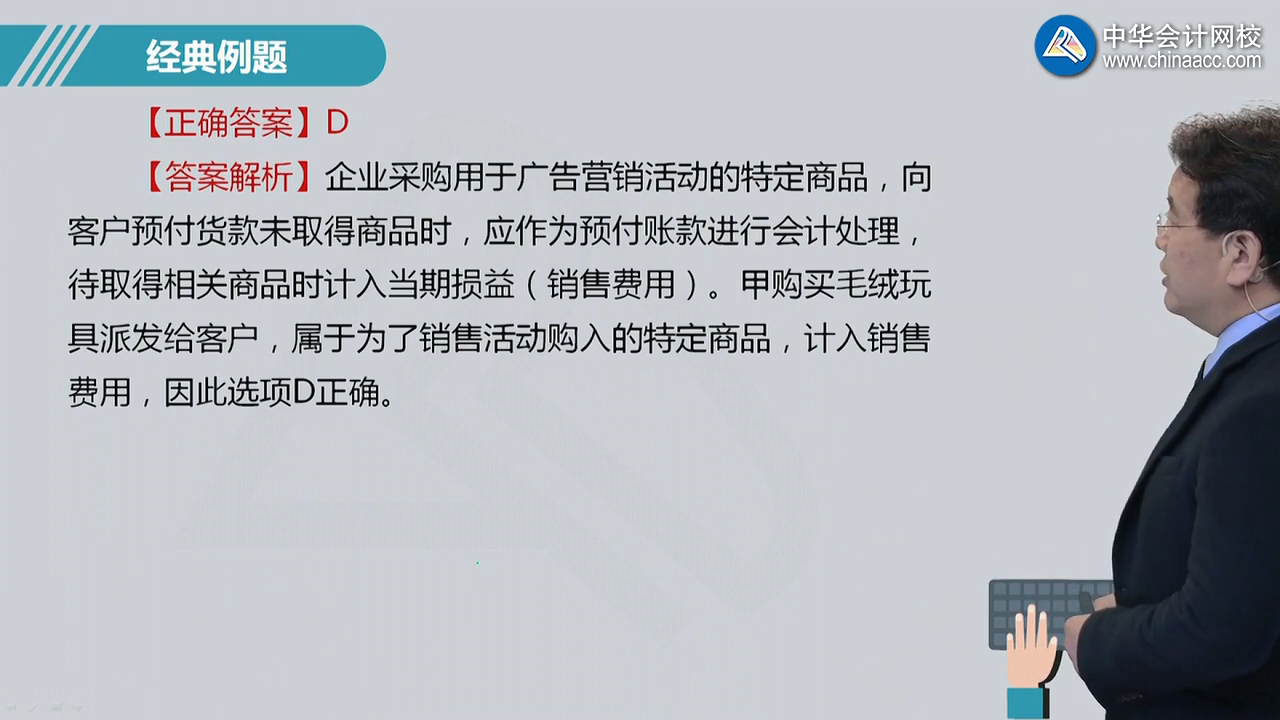 经典例题
中华会计网校
www.chinaacc.com
【正确答案】D
【答案解析】企业采购用于广告营销活动的特定商品，向
客户预付货款未取得商品时，应作为预付账款进行会计处理，
待取得相关商品时计入当期损益（销售费用）。甲购买毛绒玩
具派发给客户，属于为了销售活动购入的特定商品，计入销售
费用，因此选项D正确。